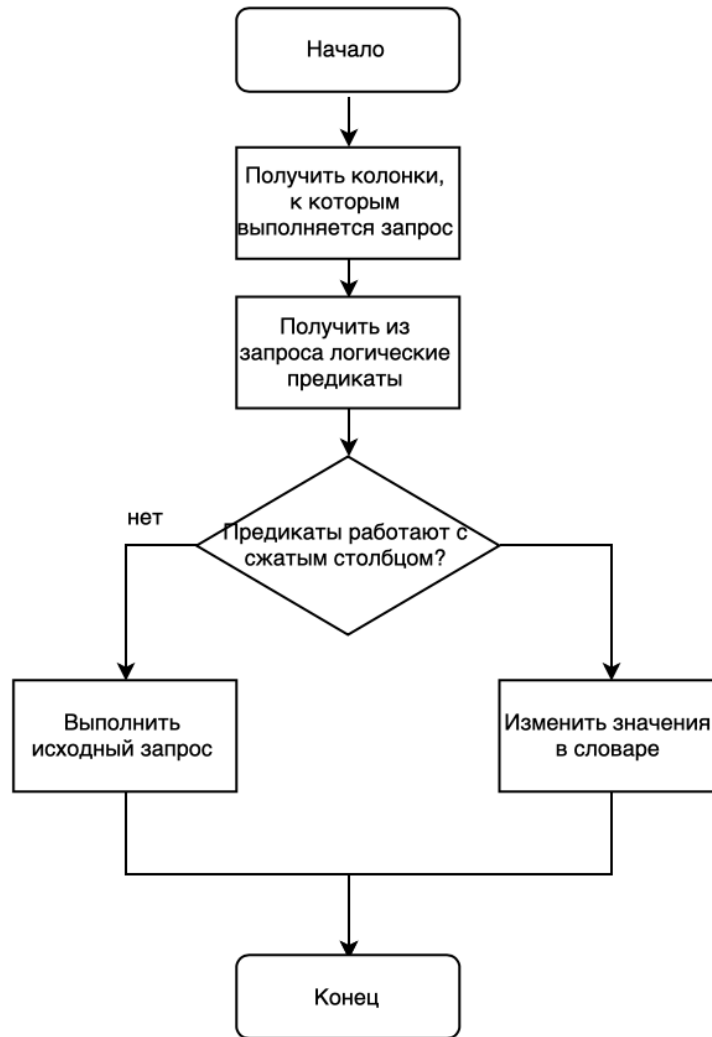 Начало
Получить колонки,
к которым
выполняется запрос
Получить из
запроса логические
предикаты
нет
Предикаты работают с
сжатым столбцом?
Выполнить
исходный запрос
Изменить значения
в словаре
Конец